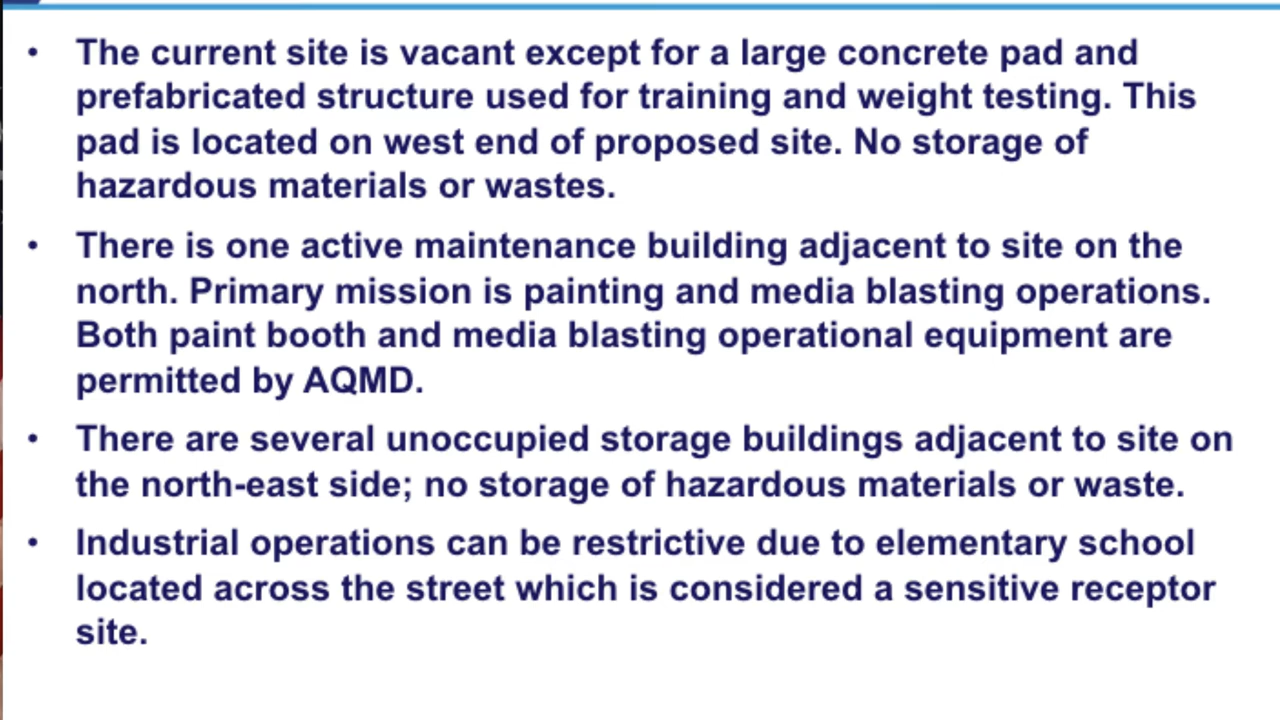 • The current site is vacant except for a large concrete pad and
prefabricated structure used for training and weight testing. This
pad is located on west end of proposed site. No storage of
hazardous materials or wastes.
• There is one active maintenance building adjacent to site on the
north. Primary mission is painting and media blasting operations.
Both paint booth and media blasting operational equipment are
permitted by AQMD.
• There are several unoccupied storage buildings adjacent to site on
the north-east side; no storage of hazardous materials or waste.
• Industrial operations can be restrictive due to elementary school
located across the street which is considered a sensitive receptor
site.